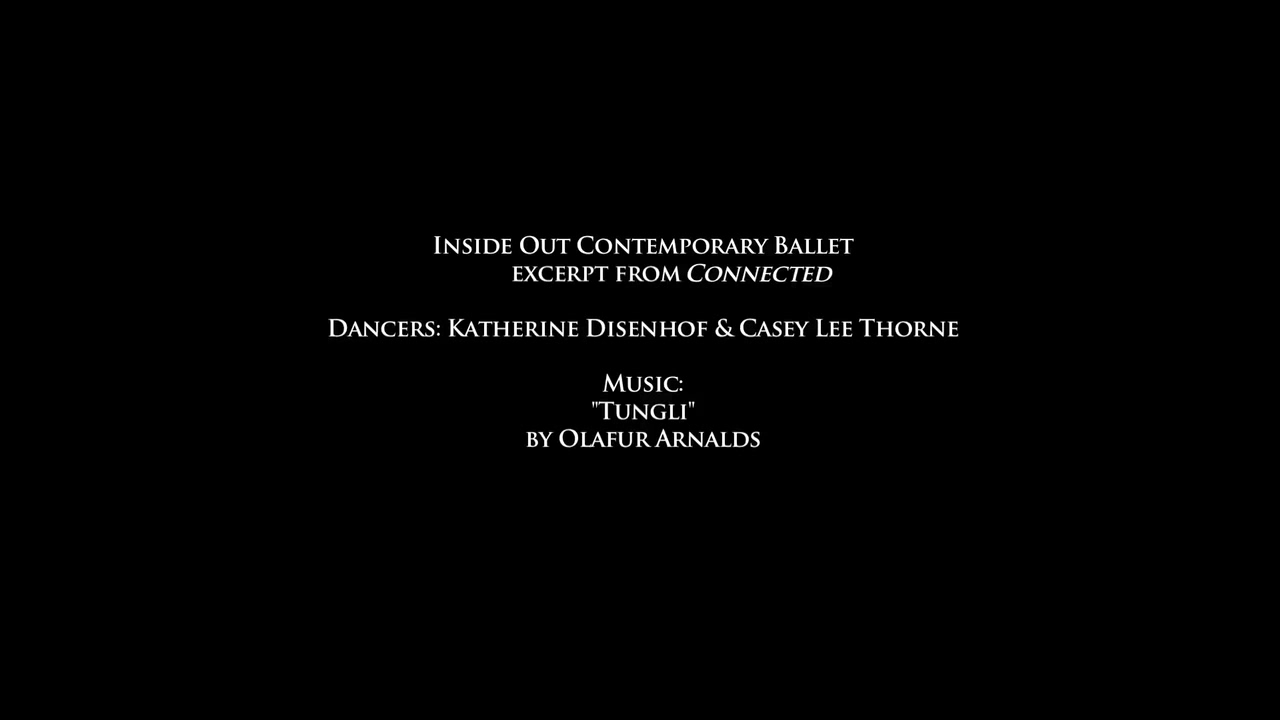 Inside Out Contemporary Ballet
excerpt from Connected
Dancers: Katherine Disenhof & Casey Lee Thorne
Music:
"Tungli"
by Olafur Arnalds